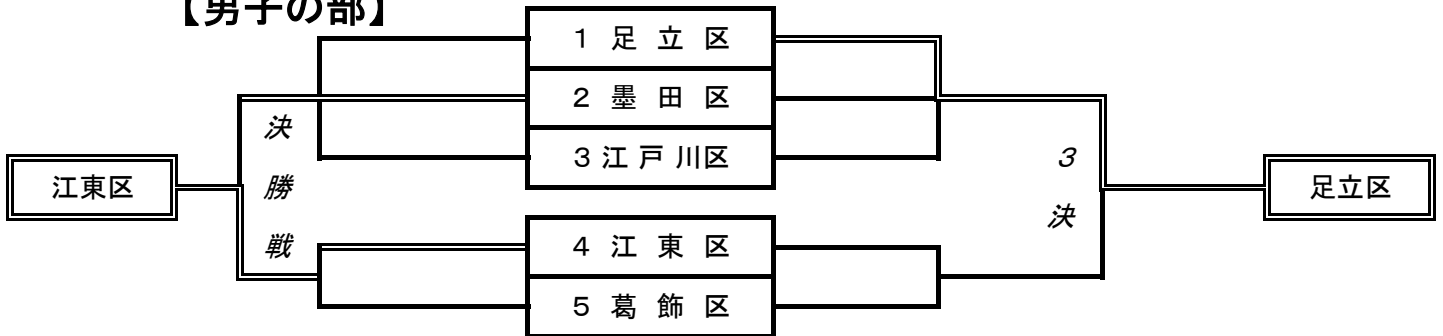 【男子の部】
1 足 立 区
2 墨 田 区
3 江 戸 川 区
4 江 東 区
5 葛 飾 区
決
勝
戦
江東区
3
決
足立区